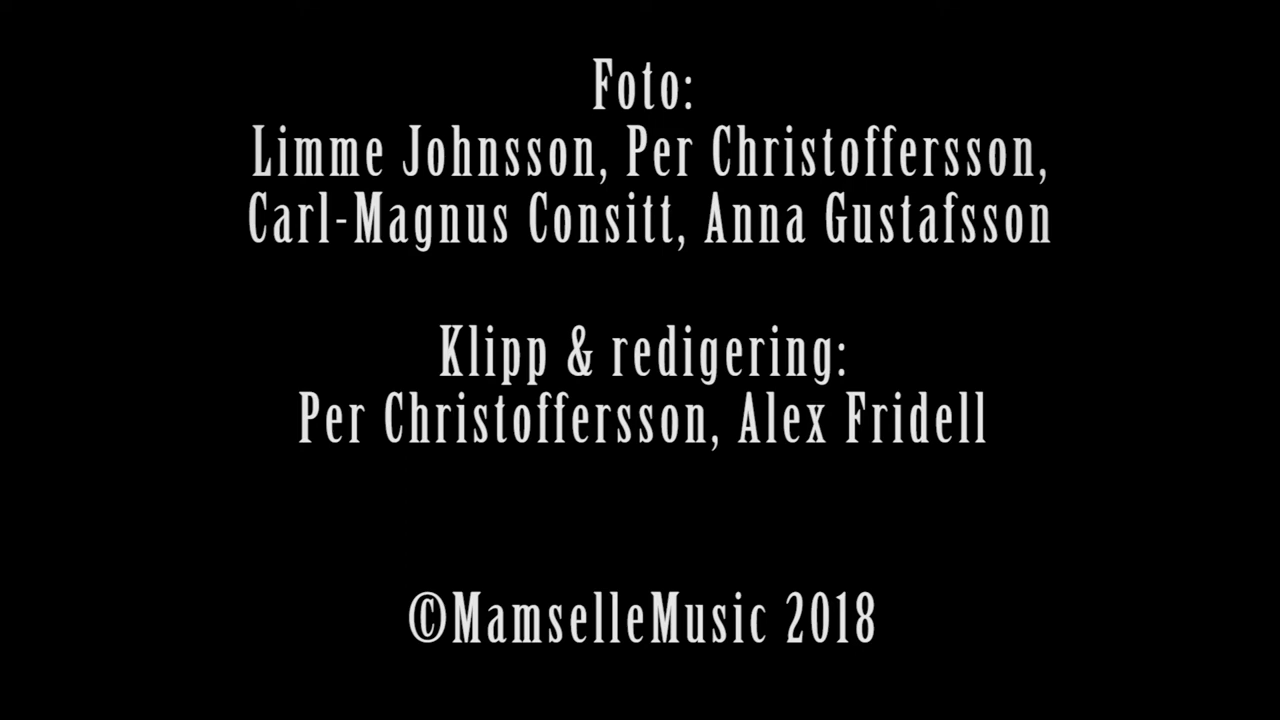 Foto:
Limme Johnsson, Per Christoffersson,
Carl-Magnus Consitt, Anna Gustafsson
Klipp & redigering:
Per Christoffersson, Alex Fridell
©MamselleMusic 2018